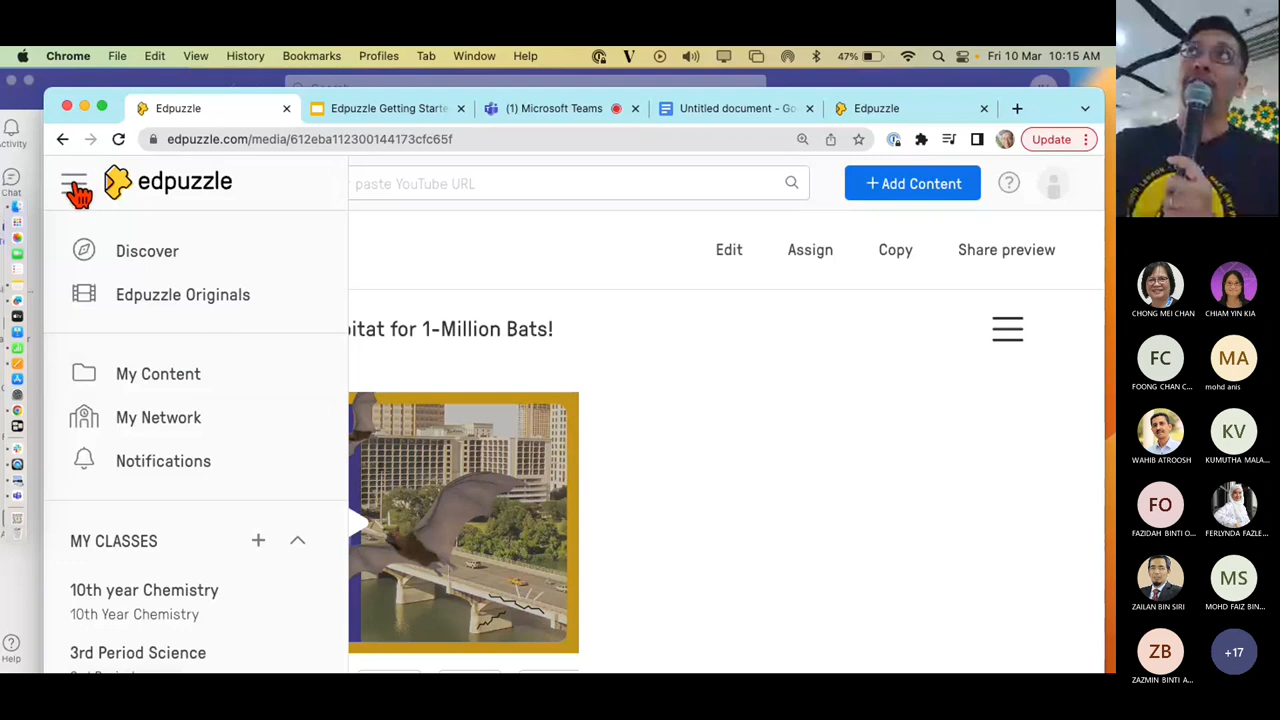 Chrome File Edit View History Bookmarks Profiles Tab Window Help 47% Fri 10 Mar 10:15 AM
Edpuzzle
Edpuzzle Getting Starte
(1) Microsoft Teams
Untitled document - Go
Edpuzzle
edpuzzle.com/media/612eba112300144173cfc65f
Update
edpuzzle
paste YouTube URL
+ Add Content
?
Discover
Edpuzzle Originals
My Content
My Network
Notifications
MY CLASSES
10th year Chemistry
10th Year Chemistry
3rd Period Science
Edit Assign Copy Share preview
itat for 1-Million Bats!
ctivity
Chat
Help
CHONG MEI CHAN
CHIAM YIN KIA
FC
FOONG CHAN C...
MA
mohd anis
WAHIB ATROOSH
KV
KUMUTHA MALA...
FO
FAZIDAH BINTI O...
FERLYNDA FAZLE...
ZAILAN BIN SIRI
MS
MOHD FAIZ BIN...
ZB
ZAZMIN BINTI A...
+17